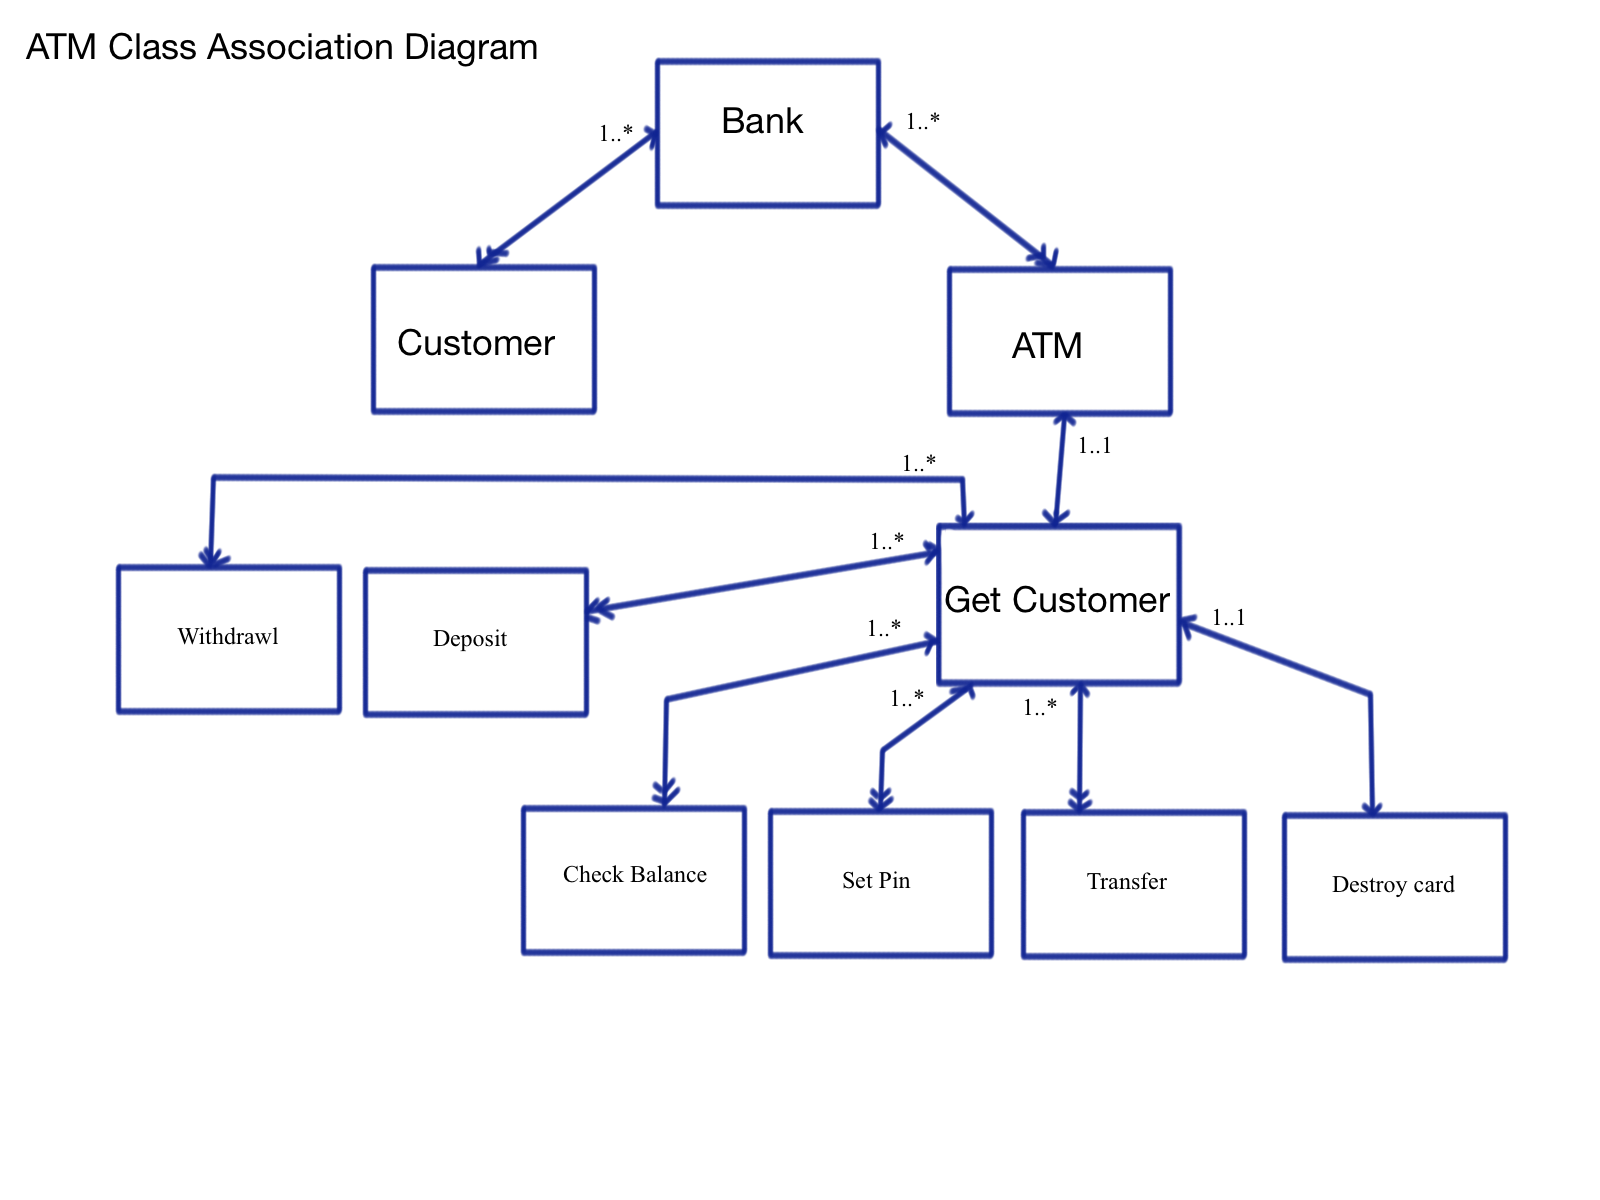 ATM Class Association Diagram
Bank
1..*
1..*
Customer
ATM
1..1
1..*
1..*
Get Customer
1..1
Withdrawl
Deposit
1..*
1..*
1..*
Check Balance
Set Pin
Transfer
Destroy card